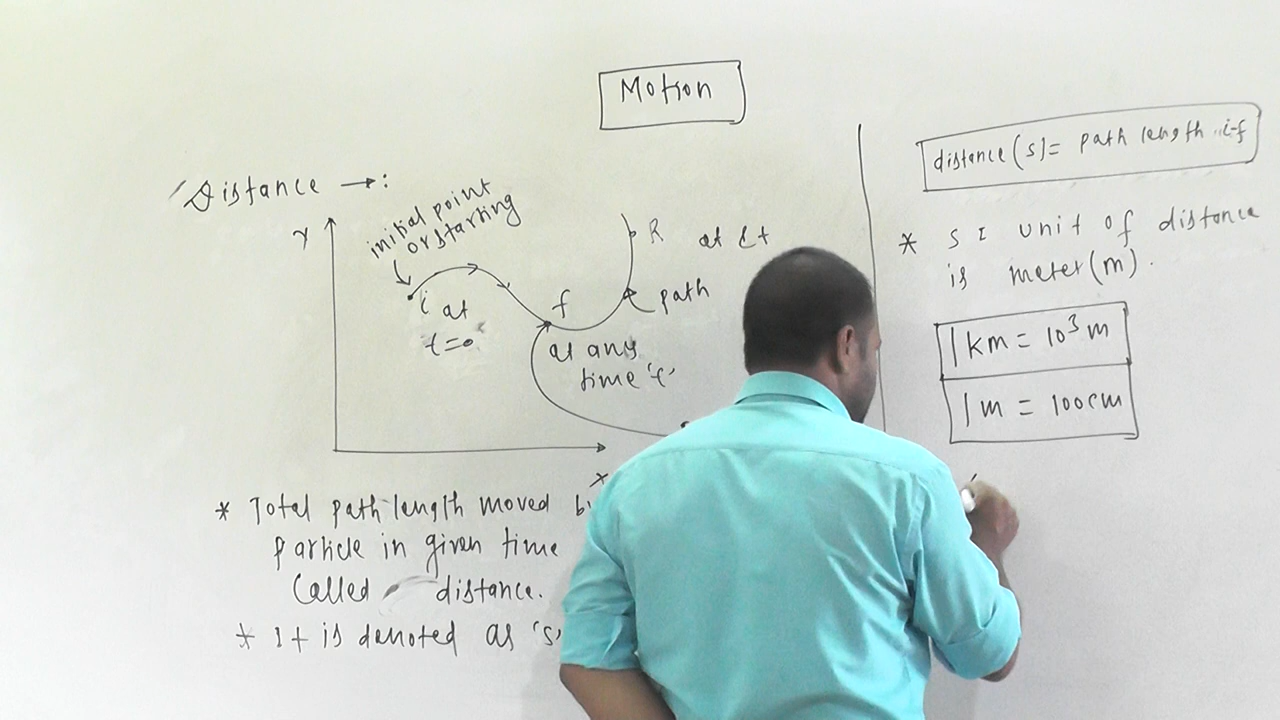 Motion
Distance →:
initial point
or starting
Y
i at
t=0
f
at any
time 't'
R at
path
x
* Total path length moved
particle in given time
Called distance.
* It is denoted as 's'
distance(s)= path length i-f
* SI unit of distance
is meter(m).
1 km = 10³ m
1 m = 100cm